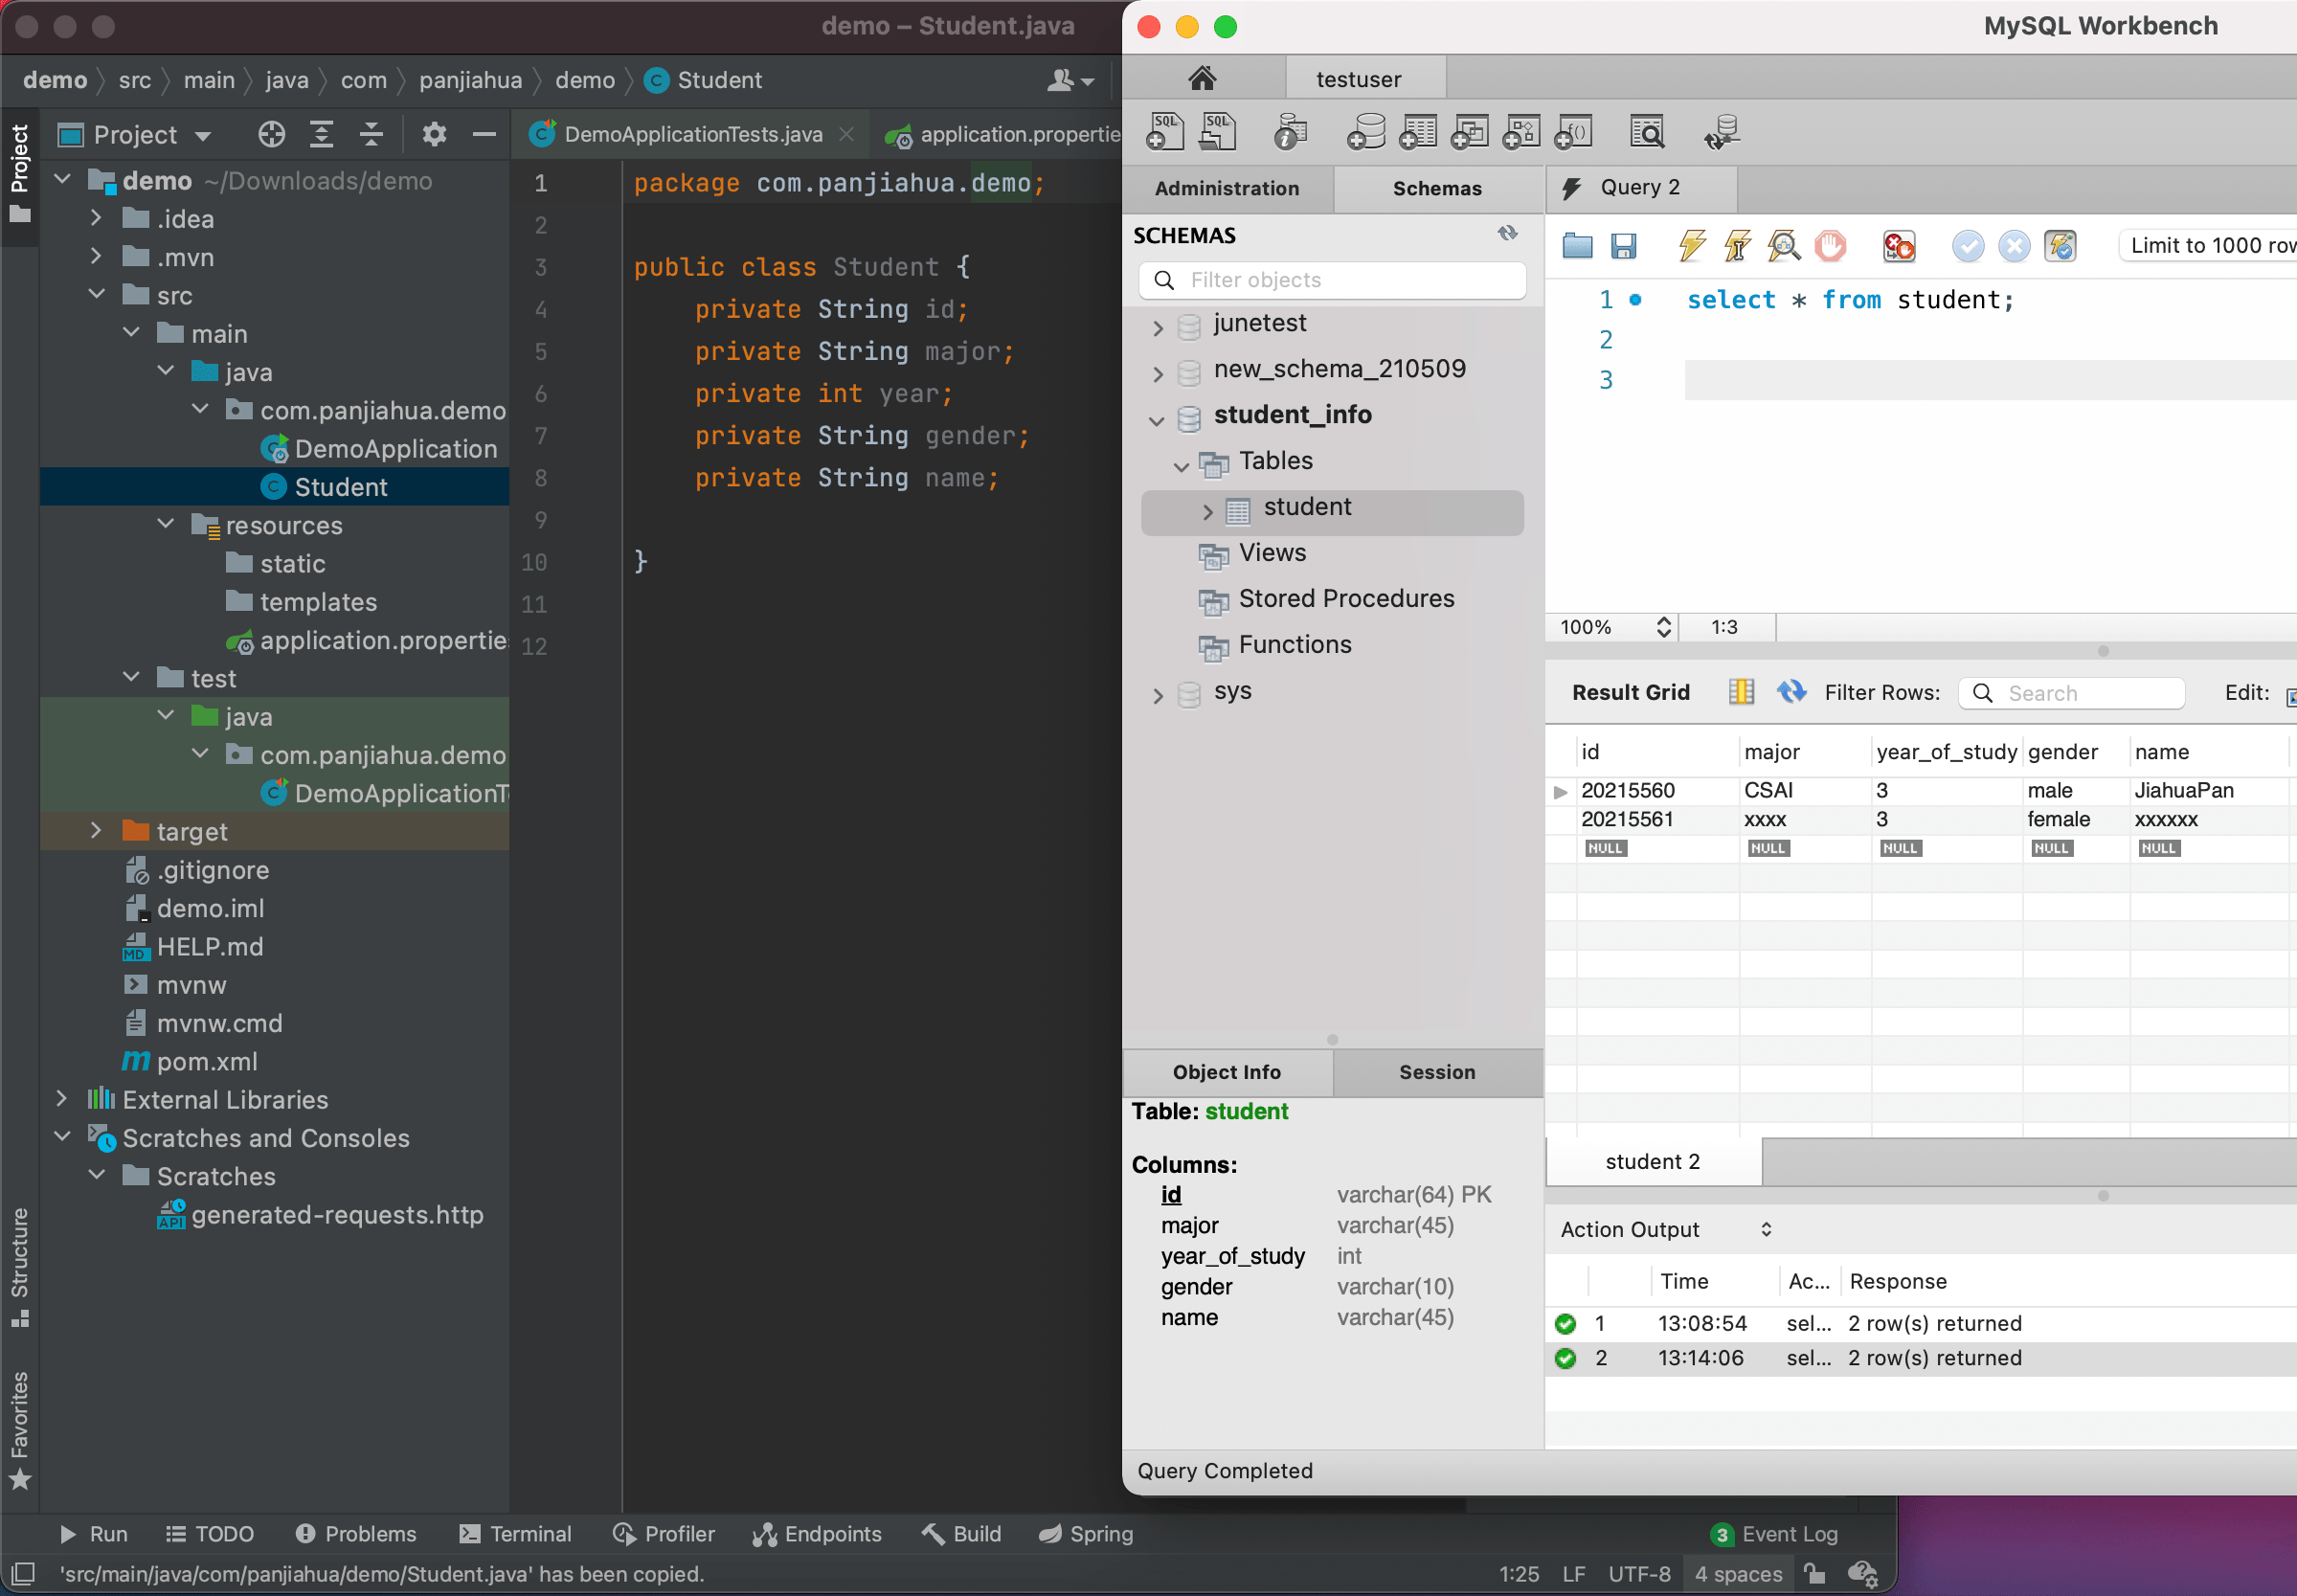 demo – Student.java
demo src main java com panjiahua demo Student
Project
Project
DemoApplicationTests.java
application.propertie
demo ~/Downloads/demo
.idea
.mvn
src
main
java
com.panjiahua.demo
DemoApplication
Student
resources
static
templates
application.propertie
test
java
com.panjiahua.demo
DemoApplicationT
target
.gitignore
demo.iml
HELP.md
mvnw
mvnw.cmd
pom.xml
External Libraries
Scratches and Consoles
Scratches
generated-requests.http
Structure
Favorites
1 package com.panjiahua.demo;
2
3 public class Student {
4 private String id;
5 private String major;
6 private int year;
7 private String gender;
8 private String name;
9
10 }
11
12
Run TODO Problems Terminal Profiler Endpoints Build Spring
3 Event Log
'src/main/java/com/panjiahua/demo/Student.java' has been copied.
1:25 LF UTF-8 4 spaces
MySQL Workbench
testuser
Administration Schemas
SCHEMAS
Filter objects
junetest
new_schema_210509
student_info
Tables
student
Views
Stored Procedures
Functions
sys
Object Info Session
Table: student
Columns:
id varchar(64) PK
major varchar(45)
year_of_study int
gender varchar(10)
name varchar(45)
Query Completed
Query 2
Limit to 1000 row
1 select * from student;
2
3
100% 1:3
Result Grid Filter Rows: Search Edit:
id major year_of_study gender name
20215560 CSAI 3 male JiahuaPan
20215561 xxxx 3 female xxxxxx
NULL NULL NULL NULL NULL
student 2
Action Output
Time Ac... Response
1 13:08:54 sel... 2 row(s) returned
2 13:14:06 sel... 2 row(s) returned